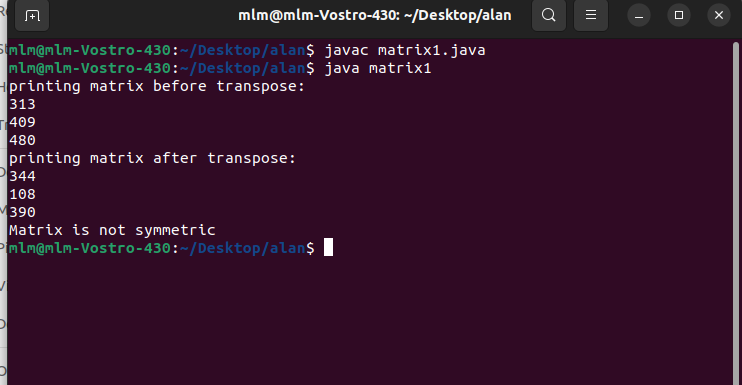 mlm@mlm-Vostro-430: ~/Desktop/alan
mlm@mlm-Vostro-430:~/Desktop/alan$ javac matrix1.java
mlm@mlm-Vostro-430:~/Desktop/alan$ java matrix1
printing matrix before transpose:
313
409
480
printing matrix after transpose:
344
108
390
Matrix is not symmetric
mlm@mlm-Vostro-430:~/Desktop/alan$